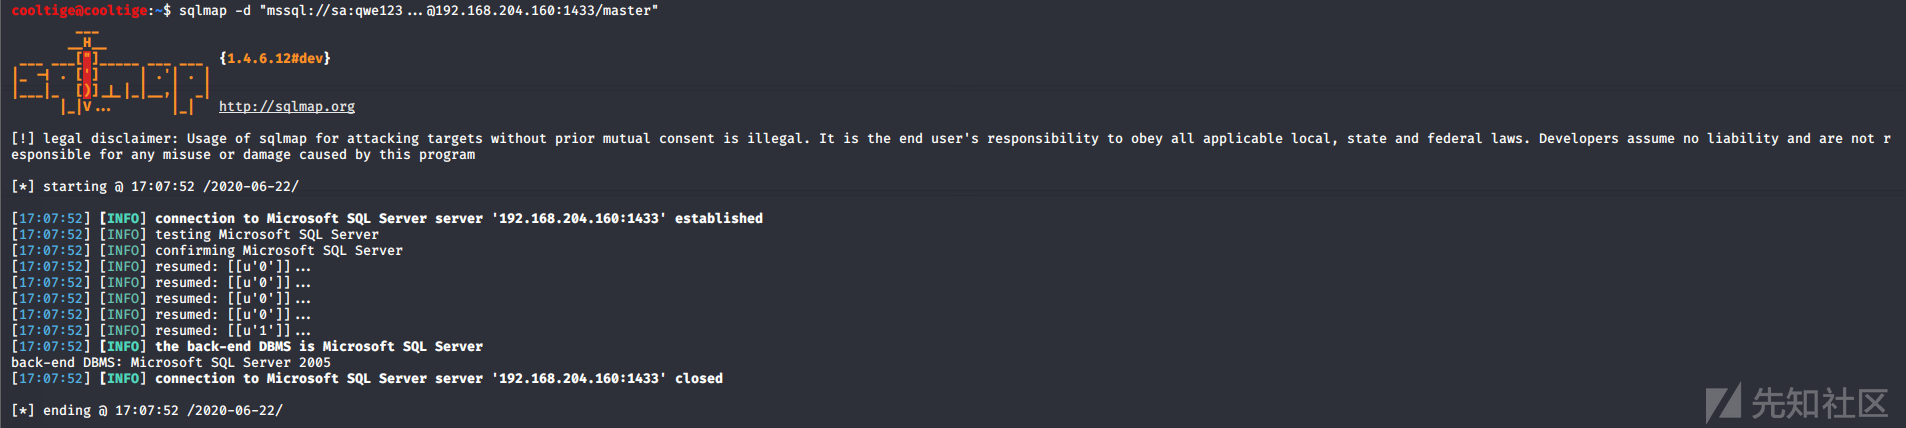 cooltige@cooltige:~$ sqlmap -d "mssql://sa:qwe123...@192.168.204.160:1433/master"
{1.4.6.12#dev}
http://sqlmap.org
[!] legal disclaimer: Usage of sqlmap for attacking targets without prior mutual consent is illegal. It is the end user's responsibility to obey all applicable local, state and federal laws. Developers assume no liability and are not r
esponsible for any misuse or damage caused by this program
[*] starting @ 17:07:52 /2020-06-22/
[17:07:52] [INFO] connection to Microsoft SQL Server server '192.168.204.160:1433' established
[17:07:52] [INFO] testing Microsoft SQL Server
[17:07:52] [INFO] confirming Microsoft SQL Server
[17:07:52] [INFO] resumed: [[u'0']]...
[17:07:52] [INFO] resumed: [[u'0']]...
[17:07:52] [INFO] resumed: [[u'0']]...
[17:07:52] [INFO] resumed: [[u'0']]...
[17:07:52] [INFO] resumed: [[u'1']]...
[17:07:52] [INFO] the back-end DBMS is Microsoft SQL Server
back-end DBMS: Microsoft SQL Server 2005
[17:07:52] [INFO] connection to Microsoft SQL Server server '192.168.204.160:1433' closed
[*] ending @ 17:07:52 /2020-06-22/
先知社区